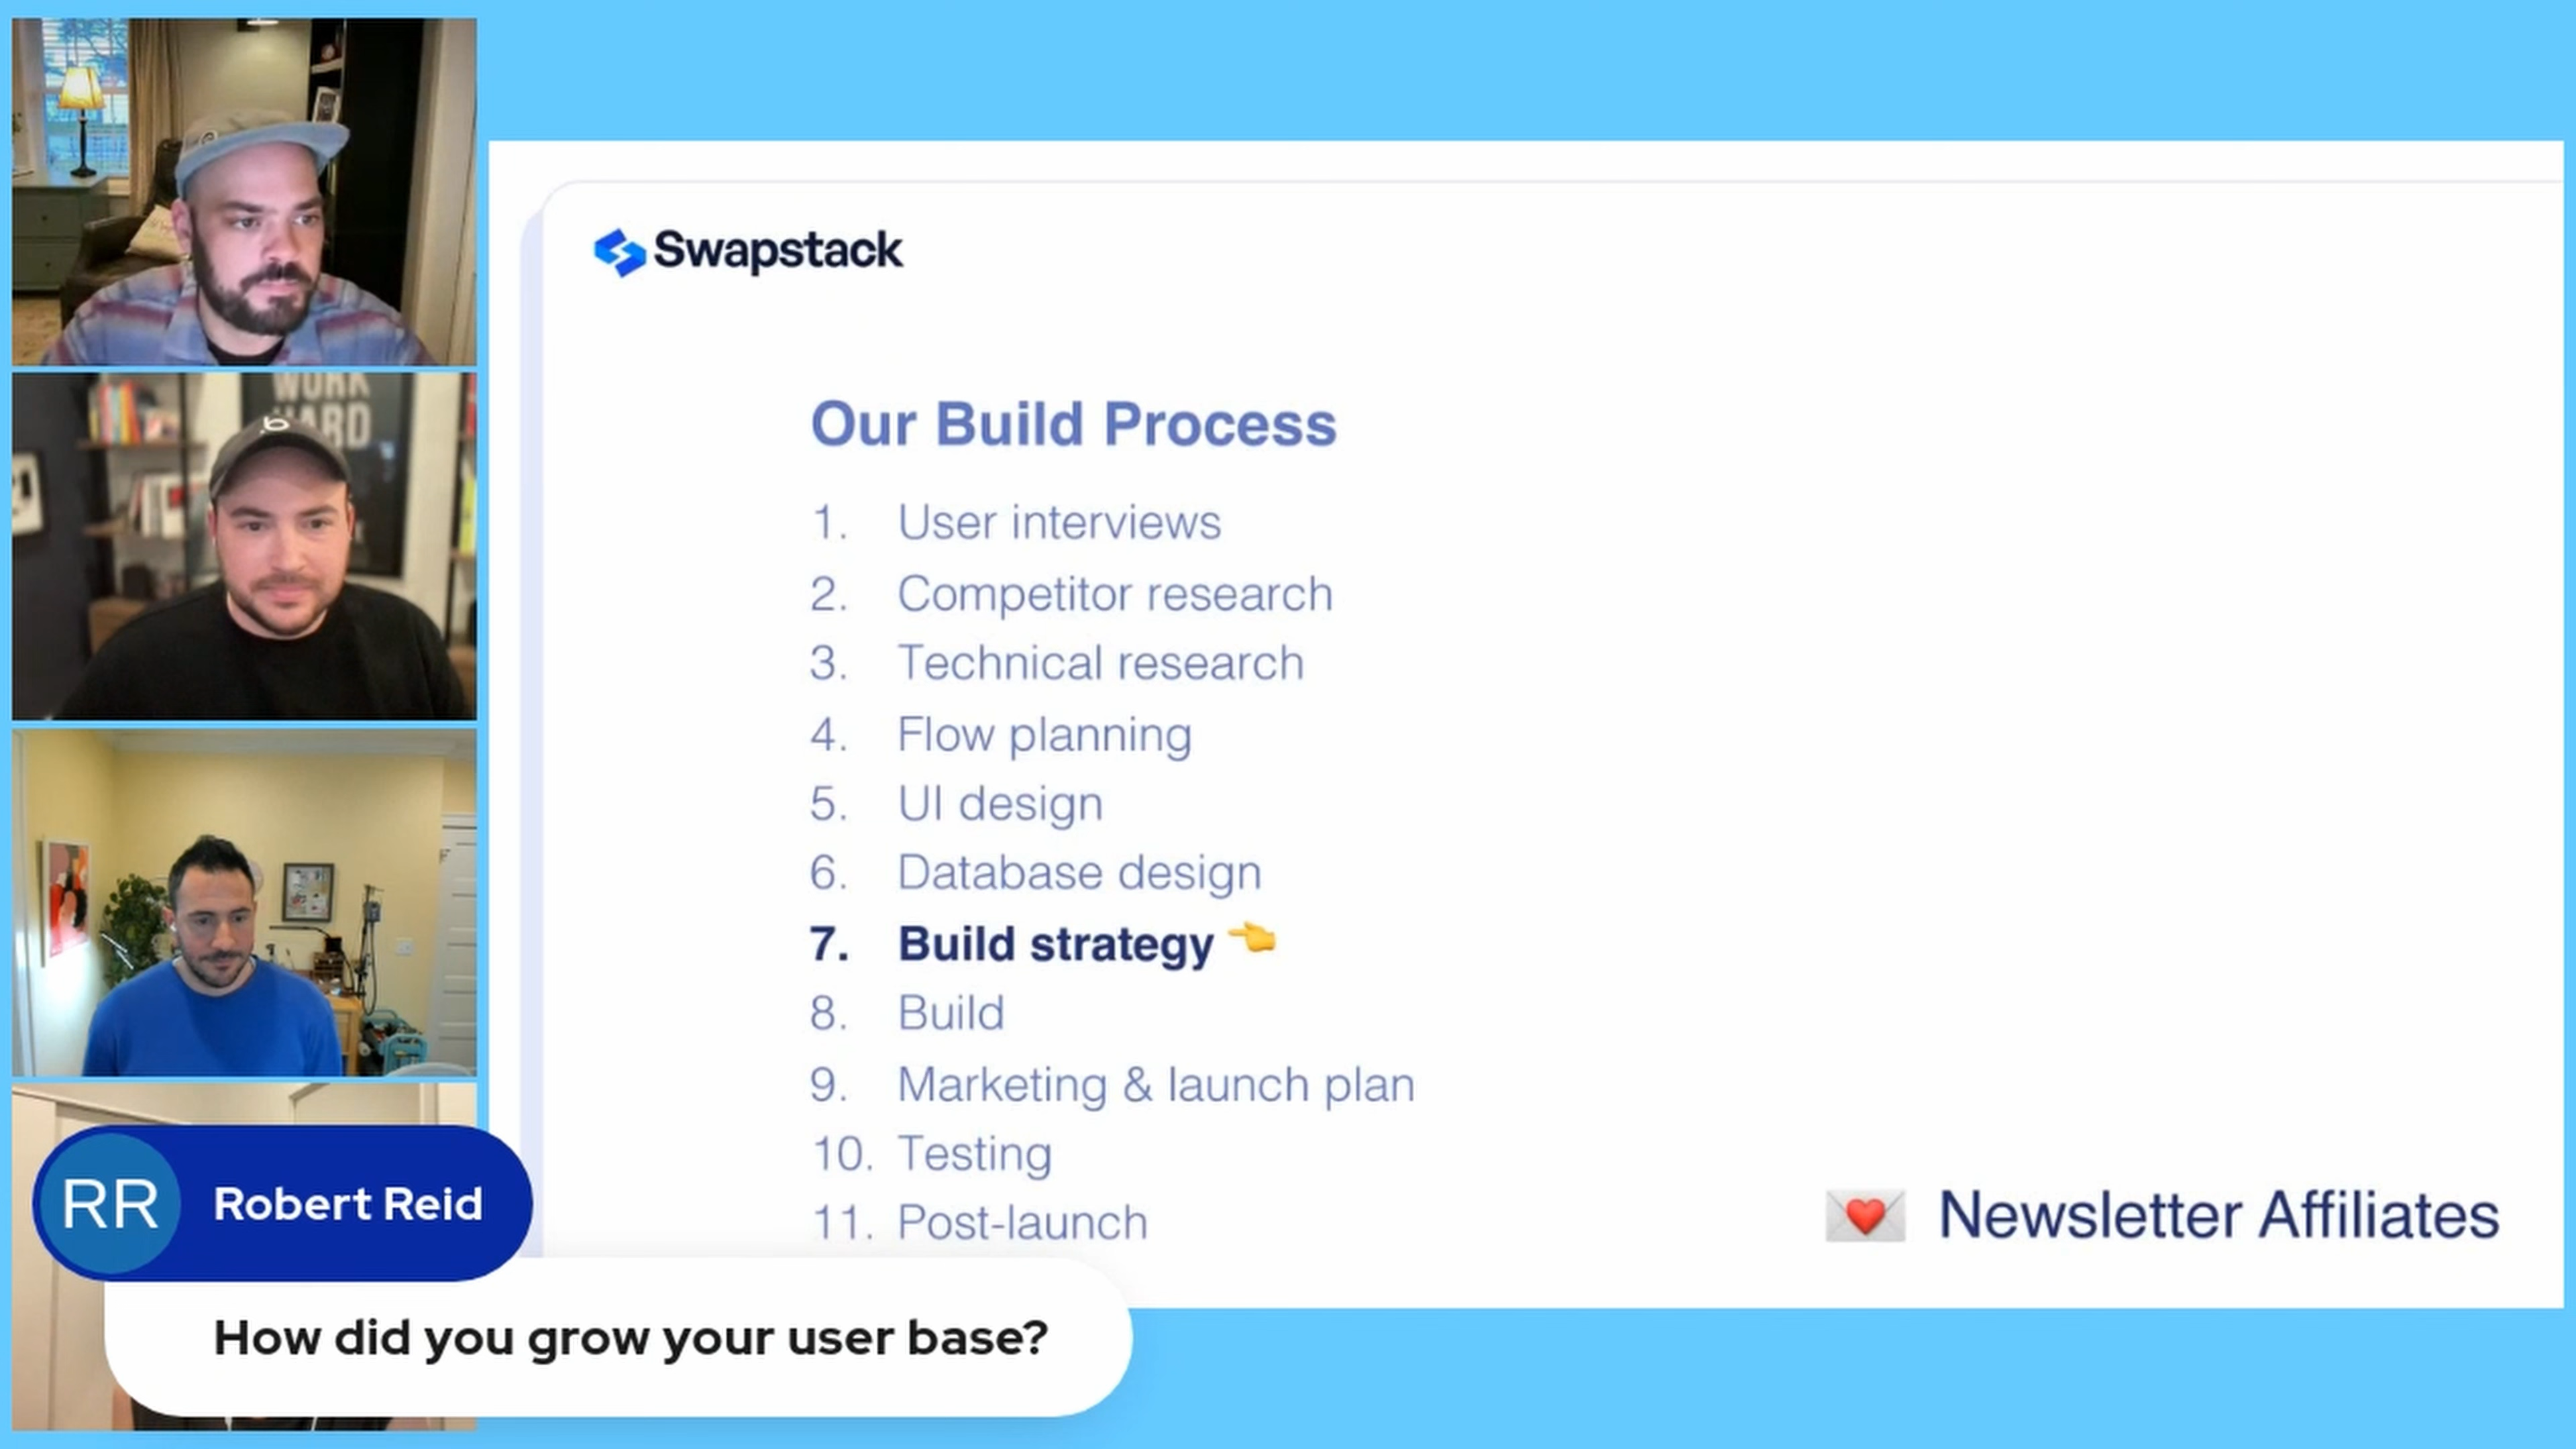 WORK
HARD
Swapstack
Our Build Process
1. User interviews
2. Competitor research
3. Technical research
4. Flow planning
5. UI design
6. Database design
7. Build strategy 👈
8. Build
9. Marketing & launch plan
10. Testing
11. Post-launch
💌 Newsletter Affiliates
RR Robert Reid
How did you grow your user base?